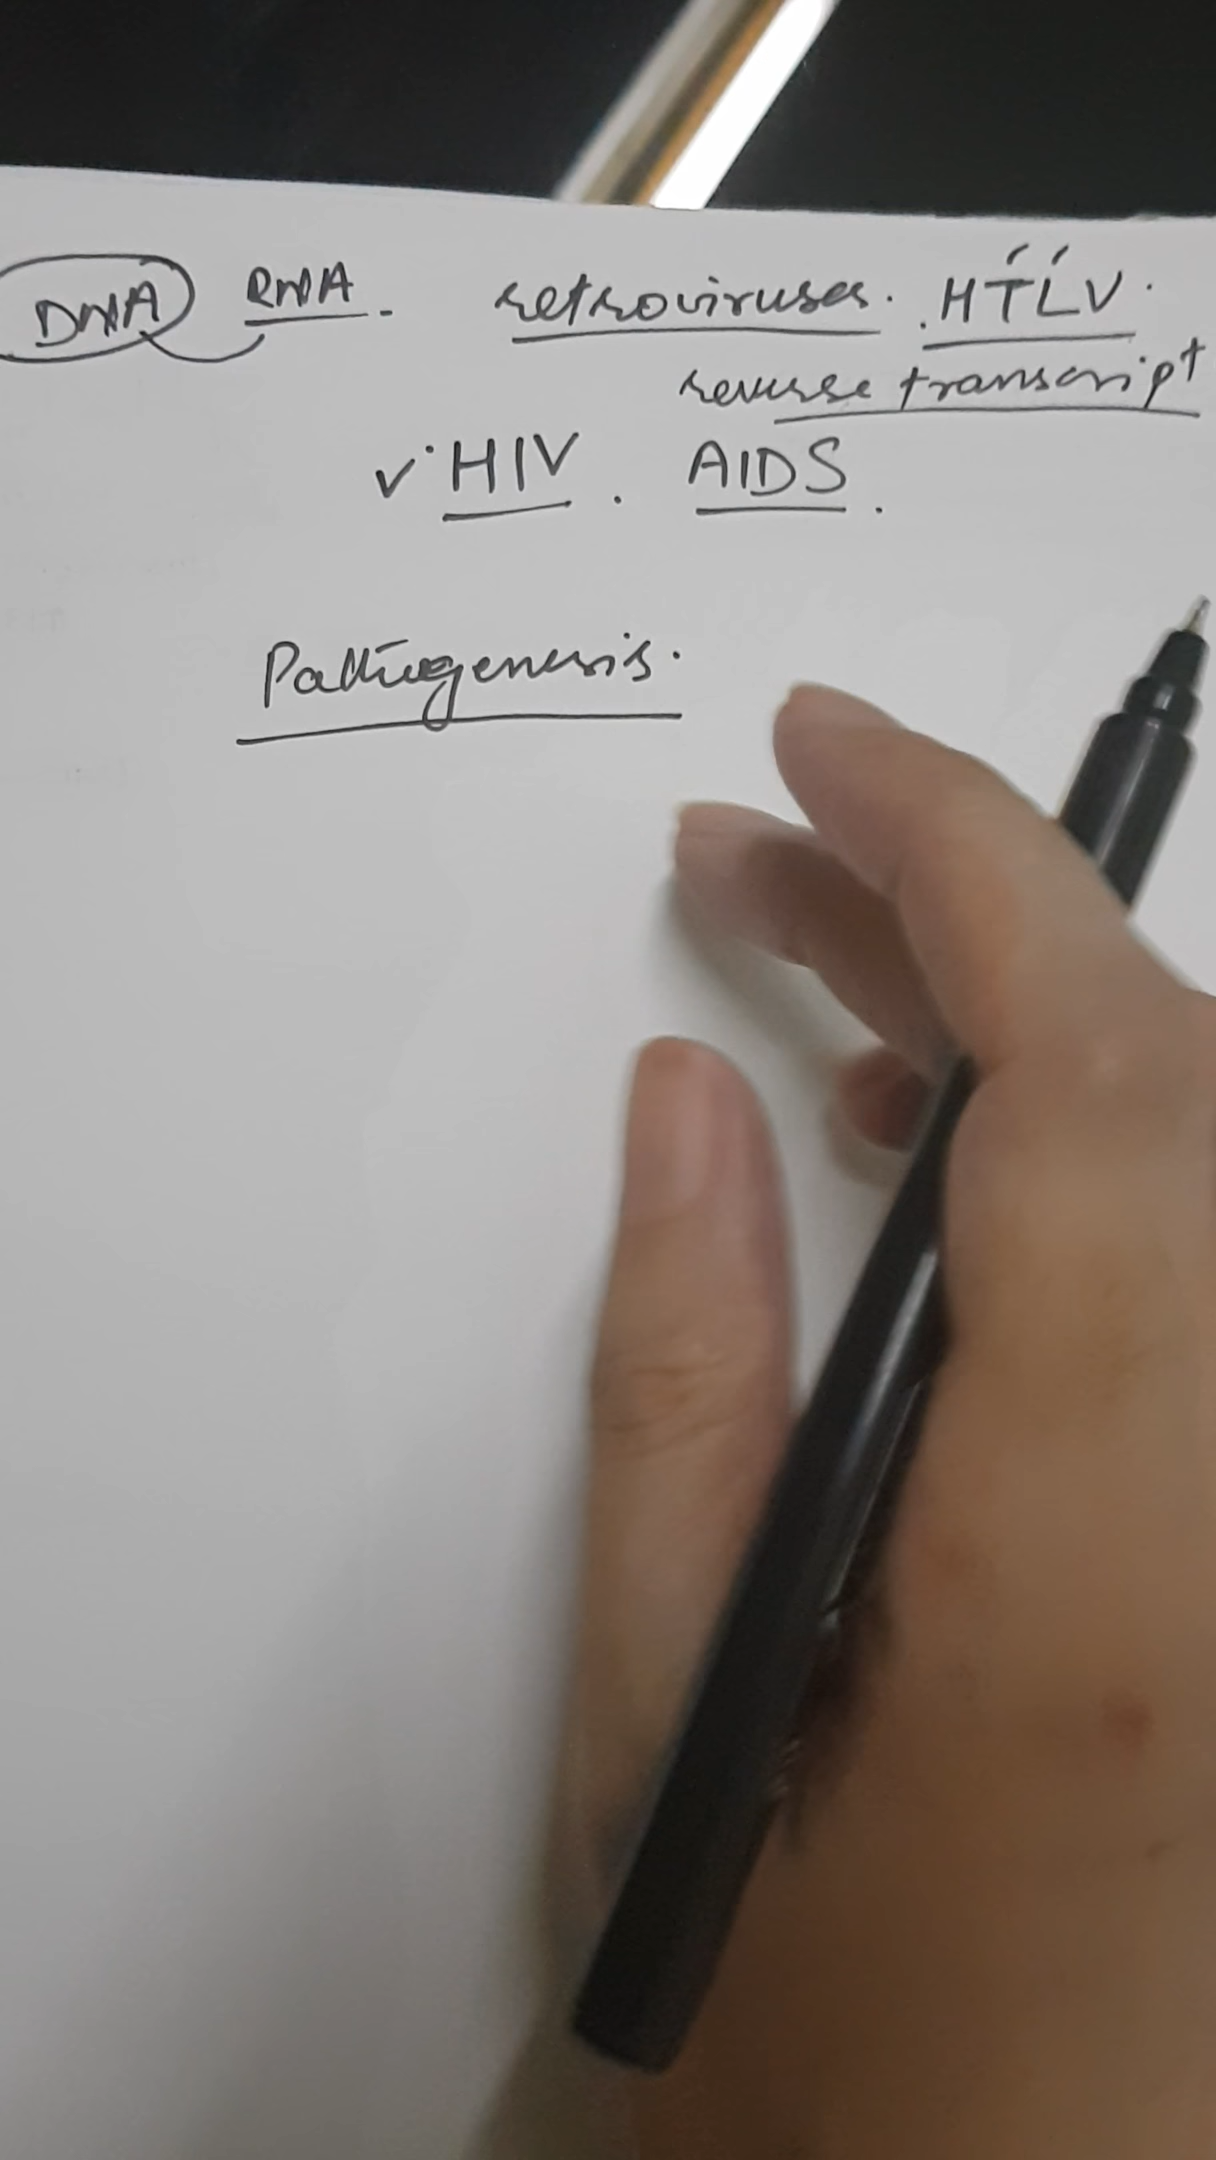 DNA RNA. retroviruses. HTLV.
reverse transcript
✓ HIV. AIDS.
Pathogenesis.